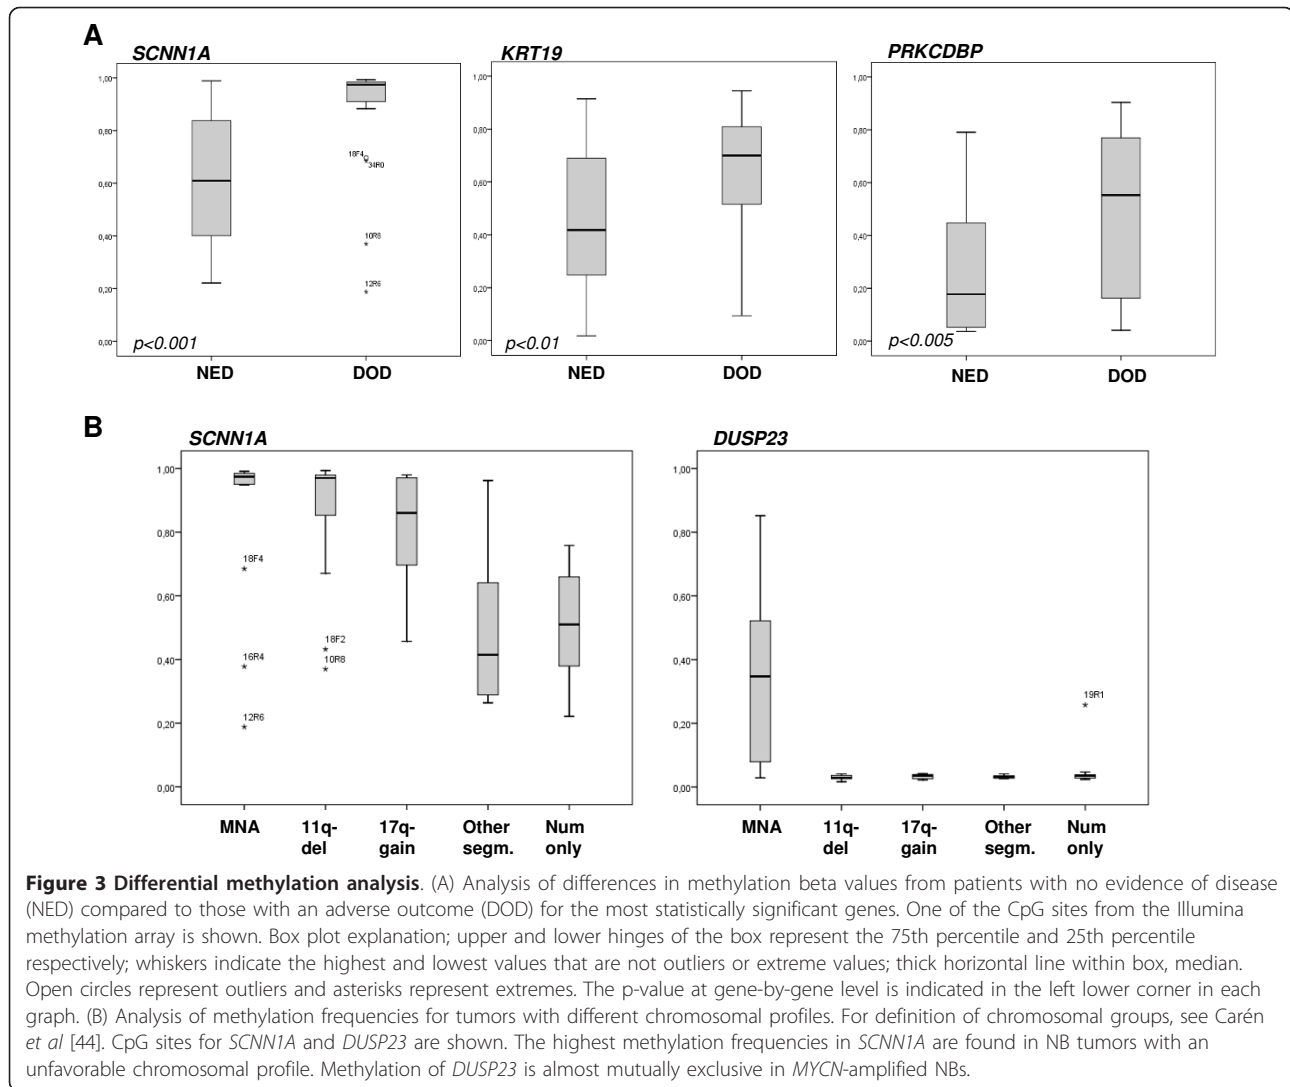 A
SCNN1A
KRT19
PRKCDBP
1,00
0,80
0,60
0,40
0,20
0,00
18F4
34R0
10R8
12R6
p<0.001
NED
DOD
1,00
0,80
0,60
0,40
0,20
0,00
p<0.01
NED
DOD
1,00
0,80
0,60
0,40
0,20
0,00
p<0.005
NED
DOD
B
SCNN1A
DUSP23
1,00
0,80
0,60
0,40
0,20
0,00
18F4
16R4
12R6
18F2
10R8
MNA
11q-
del
17q-
gain
Other
segm.
Num
only
1,00
0,80
0,60
0,40
0,20
0,00
19R1
MNA
11q-
del
17q-
gain
Other
segm.
Num
only
Figure 3 Differential methylation analysis. (A) Analysis of differences in methylation beta values from patients with no evidence of disease
(NED) compared to those with an adverse outcome (DOD) for the most statistically significant genes. One of the CpG sites from the Illumina
methylation array is shown. Box plot explanation; upper and lower hinges of the box represent the 75th percentile and 25th percentile
respectively; whiskers indicate the highest and lowest values that are not outliers or extreme values; thick horizontal line within box, median.
Open circles represent outliers and asterisks represent extremes. The p-value at gene-by-gene level is indicated in the left lower corner in each
graph. (B) Analysis of methylation frequencies for tumors with different chromosomal profiles. For definition of chromosomal groups, see Carén
et al [44]. CpG sites for SCNN1A and DUSP23 are shown. The highest methylation frequencies in SCNN1A are found in NB tumors with an
unfavorable chromosomal profile. Methylation of DUSP23 is almost mutually exclusive in MYCN-amplified NBs.